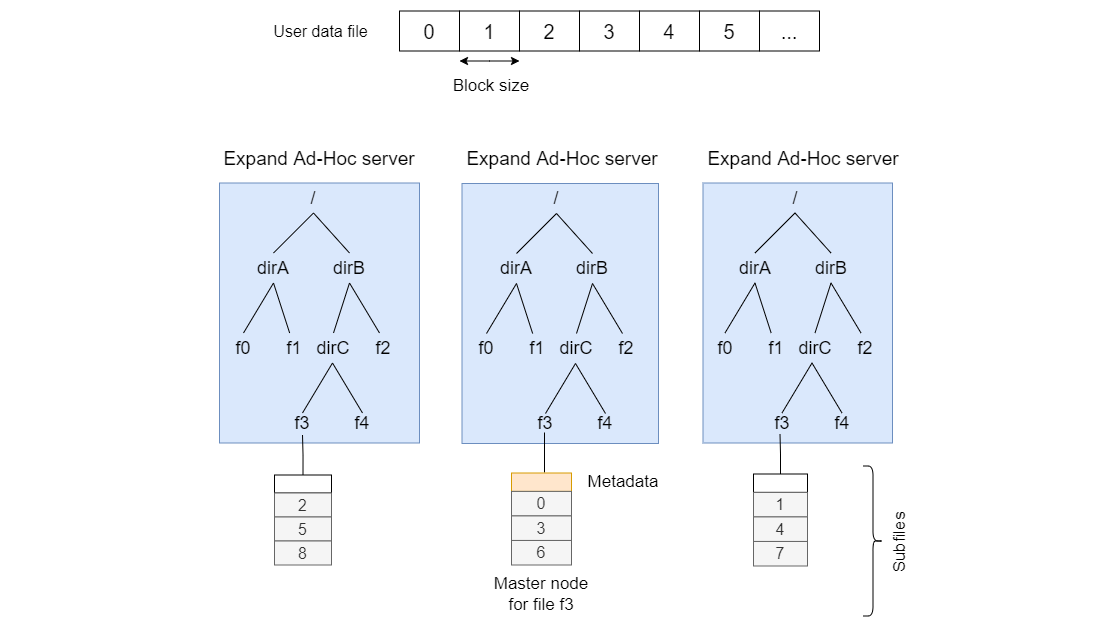 User data file 0 1 2 3 4 5 ...
Block size
Expand Ad-Hoc server Expand Ad-Hoc server Expand Ad-Hoc server
/ / /
dirA dirB dirA dirB dirA dirB
f0 f1 dirC f2 f0 f1 dirC f2 f0 f1 dirC f2
f3 f4 f3 f4 f3 f4
Metadata
2 0 1
5 3 4
8 6 7
Subfiles
Master node
for file f3